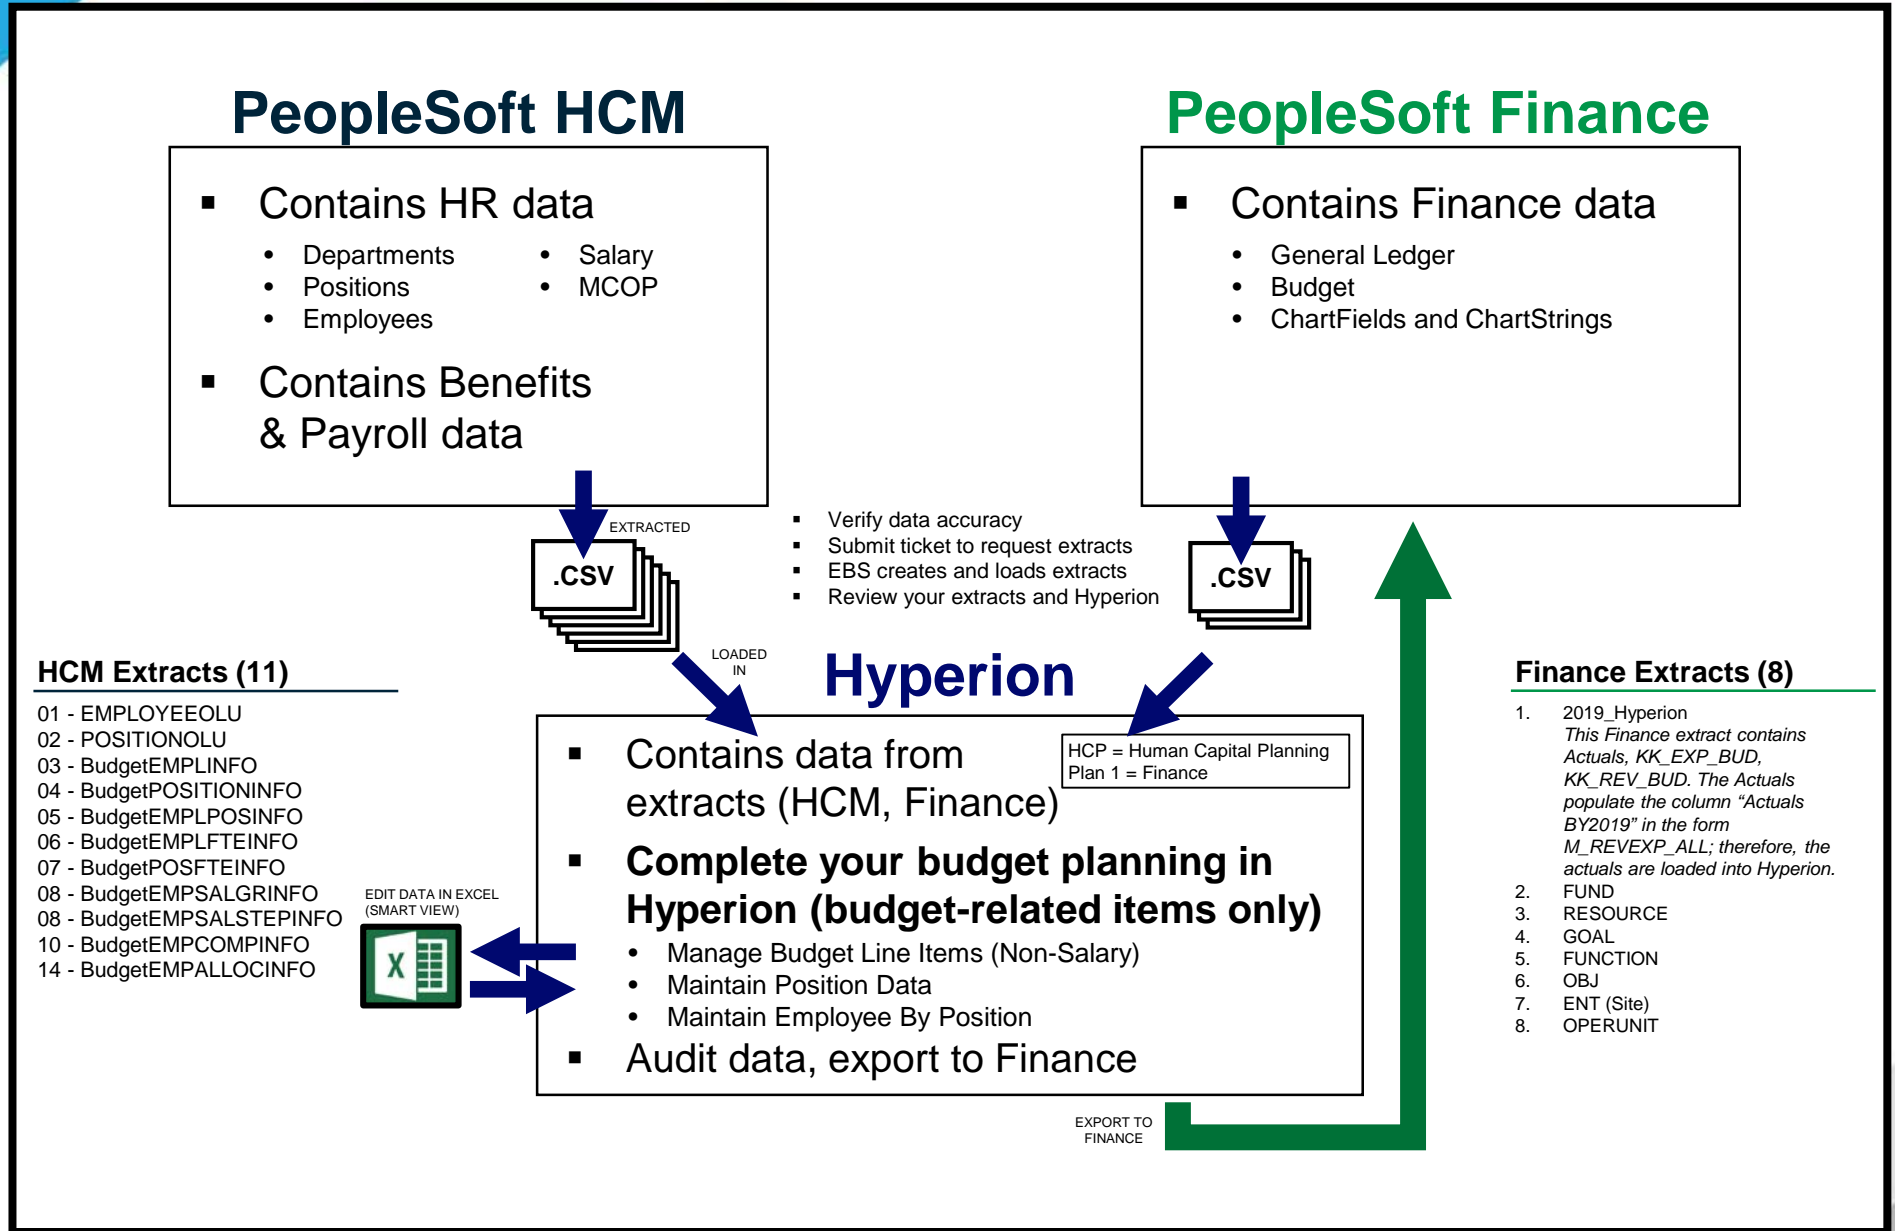 PeopleSoft HCM
▪ Contains HR data
• Departments
• Positions
• Employees
• Salary
• MCOP
▪ Contains Benefits
& Payroll data
PeopleSoft Finance
▪ Contains Finance data
• General Ledger
• Budget
• ChartFields and ChartStrings
EXTRACTED
.CSV
▪ Verify data accuracy
▪ Submit ticket to request extracts
▪ EBS creates and loads extracts
▪ Review your extracts and Hyperion
.CSV
LOADED
IN
Hyperion
HCM Extracts (11)
01 - EMPLOYEEOLU
02 - POSITIONOLU
03 - BudgetEMPLINFO
04 - BudgetPOSITIONINFO
05 - BudgetEMPLPOSINFO
06 - BudgetEMPLFTEINFO
07 - BudgetPOSFTEINFO
08 - BudgetEMPSALGRINFO
08 - BudgetEMPSALSTEPINFO
10 - BudgetEMPCOMPINFO
14 - BudgetEMPALLOCINFO
EDIT DATA IN EXCEL
(SMART VIEW)
X
▪ Contains data from
extracts (HCM, Finance)
HCP = Human Capital Planning
Plan 1 = Finance
▪ Complete your budget planning in
Hyperion (budget-related items only)
• Manage Budget Line Items (Non-Salary)
• Maintain Position Data
• Maintain Employee By Position
▪ Audit data, export to Finance
EXPORT TO
FINANCE
Finance Extracts (8)
1. 2019_Hyperion
This Finance extract contains
Actuals, KK_EXP_BUD,
KK_REV_BUD. The Actuals
populate the column “Actuals
BY2019” in the form
M_REVEXP_ALL; therefore, the
actuals are loaded into Hyperion.
2. FUND
3. RESOURCE
4. GOAL
5. FUNCTION
6. OBJ
7. ENT (Site)
8. OPERUNIT